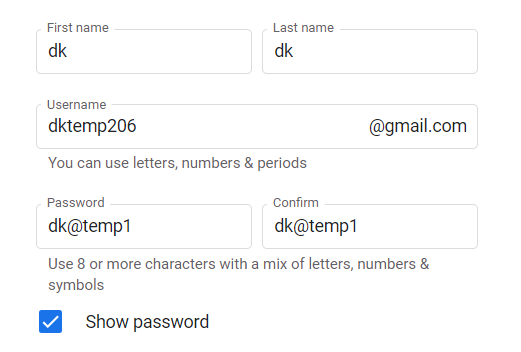 First name Last name
dk dk
Username
dktemp206 @gmail.com
You can use letters, numbers & periods
Password Confirm
dk@temp1 dk@temp1
Use 8 or more characters with a mix of letters, numbers &
symbols
Show password